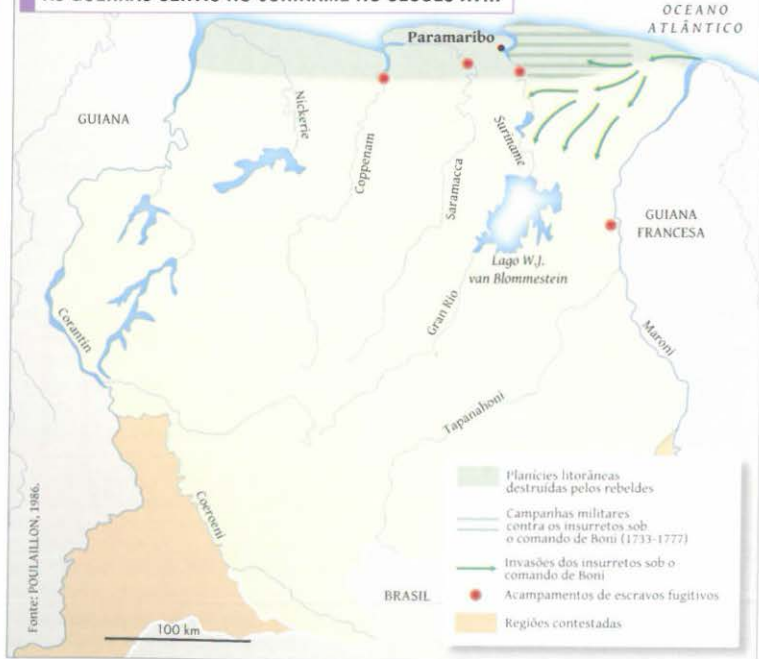 OCEANO
ATLÂNTICO
Paramaribo
GUIANA
Nickerie
Coppenam
Saramacca
Suriname
GUIANA
FRANCESA
Lago W.J.
van Blommestein
Gran Rio
Corantin
Maroni
Tapanahoni
Coeroeni
BRASIL
100 km
Fonte: POULAILLON, 1986.
Planícies litorâneas
destruídas pelos rebeldes
Campanhas militares
contra os insurretos sob
o comando de Boni (1733-1777)
Invasões dos insurretos sob o
comando de Boni
Acampamentos de escravos fugitivos
Regiões contestadas